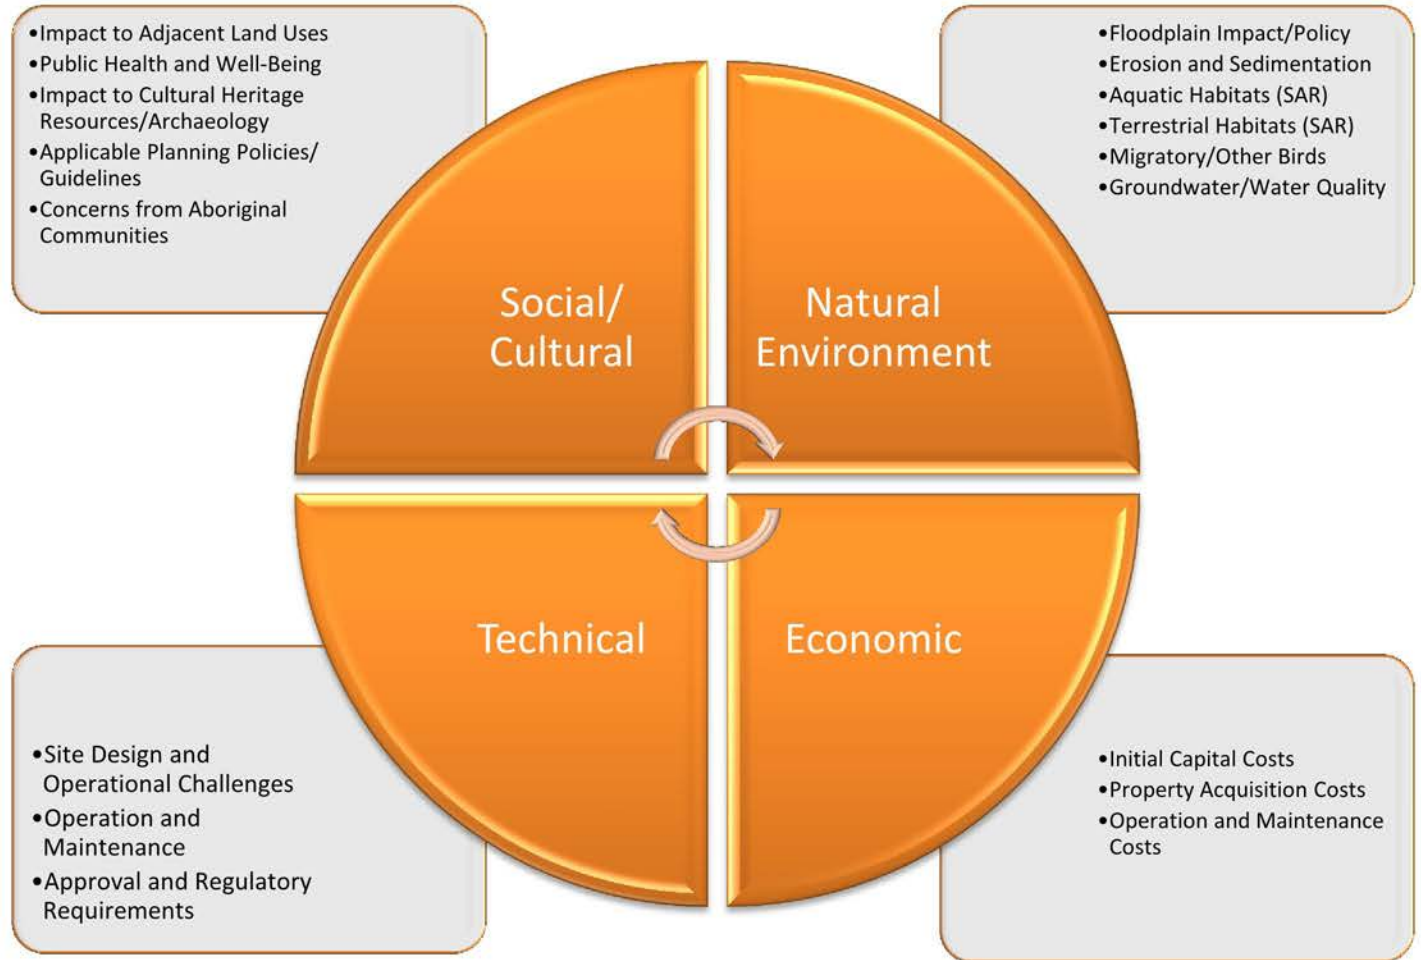 •Impact to Adjacent Land Uses
•Public Health and Well-Being
•Impact to Cultural Heritage
Resources/Archaeology
•Applicable Planning Policies/
Guidelines
•Concerns from Aboriginal
Communities
•Floodplain Impact/Policy
•Erosion and Sedimentation
•Aquatic Habitats (SAR)
•Terrestrial Habitats (SAR)
•Migratory/Other Birds
•Groundwater/Water Quality
Social/
Cultural
Natural
Environment
Technical
Economic
•Site Design and
Operational Challenges
•Operation and
Maintenance
•Approval and Regulatory
Requirements
•Initial Capital Costs
•Property Acquisition Costs
•Operation and Maintenance
Costs